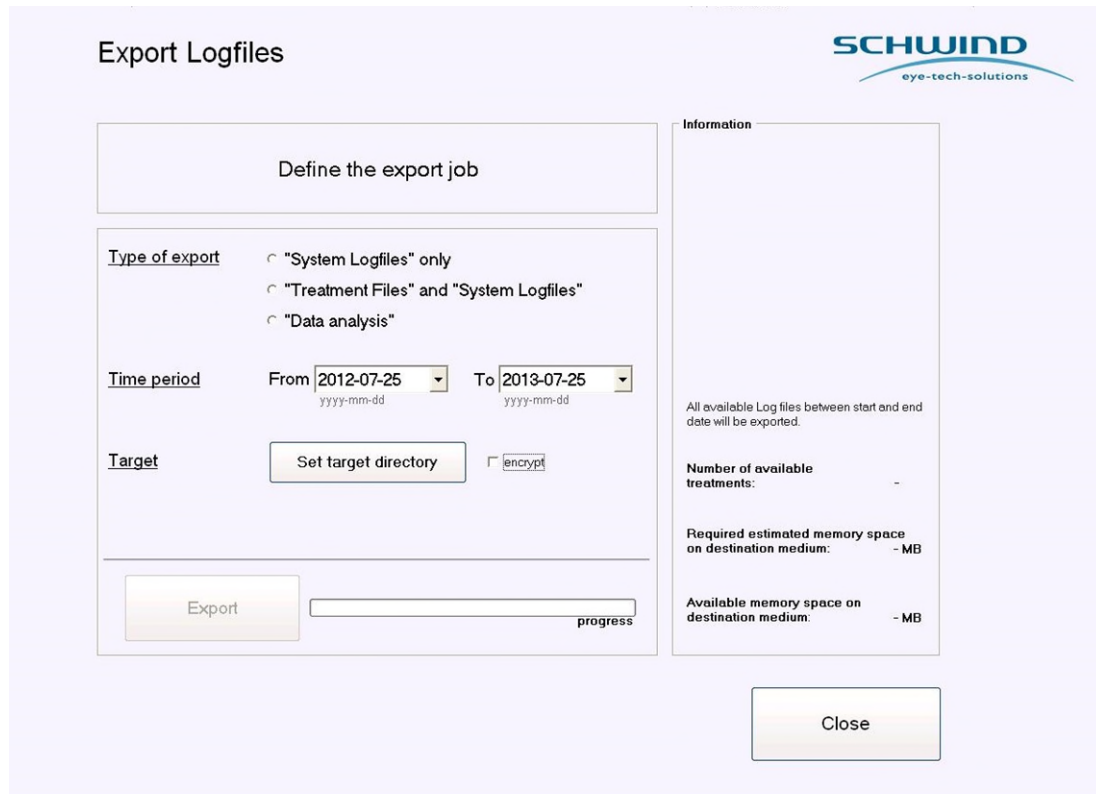 Export Logfiles
SCHWIND
eye-tech-solutions
Define the export job
Type of export
"System Logfiles" only
"Treatment Files" and "System Logfiles"
"Data analysis"
Time period
From 2012-07-25 To 2013-07-25
yyyy-mm-dd yyyy-mm-dd
Target
Set target directory
encrypt
Export
progress
Information
All available Log files between start and end
date will be exported.
Number of available
treatments: -
Required estimated memory space
on destination medium: - MB
Available memory space on
destination medium: - MB
Close